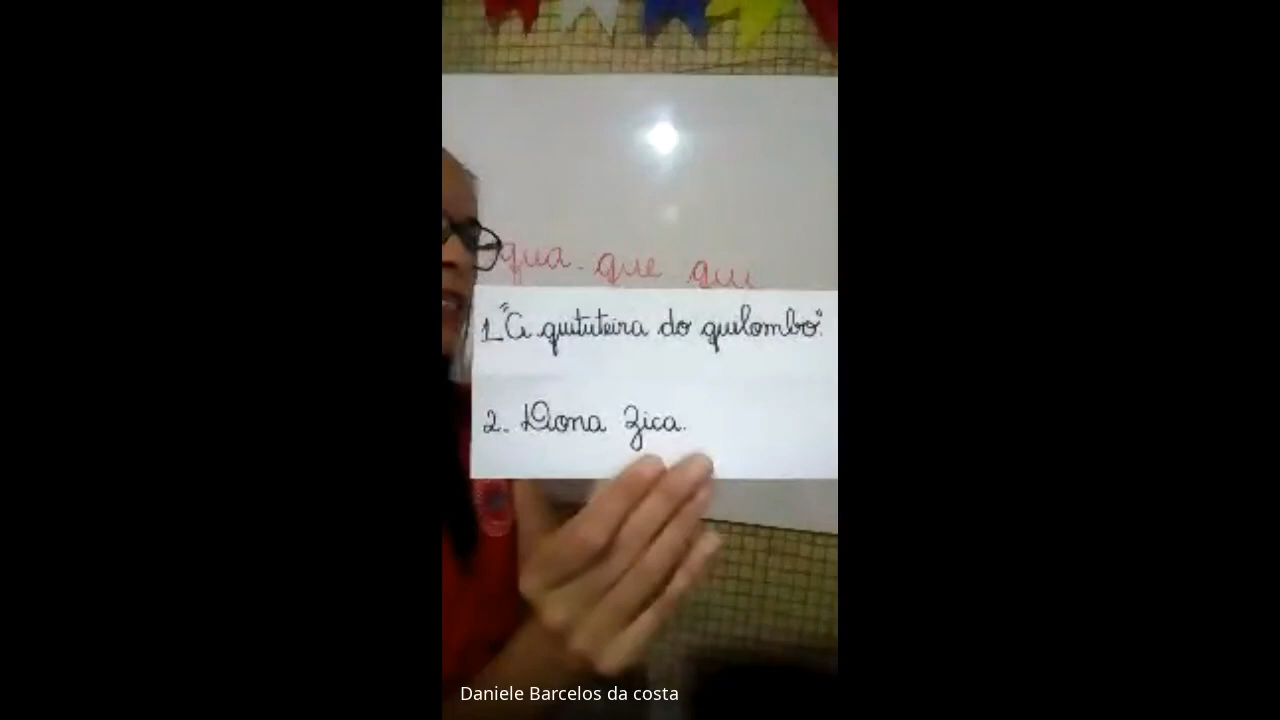 qua - que qui
1. "A quituteira do quilombo".
2. Dona Zica.
Daniele Barcelos da costa